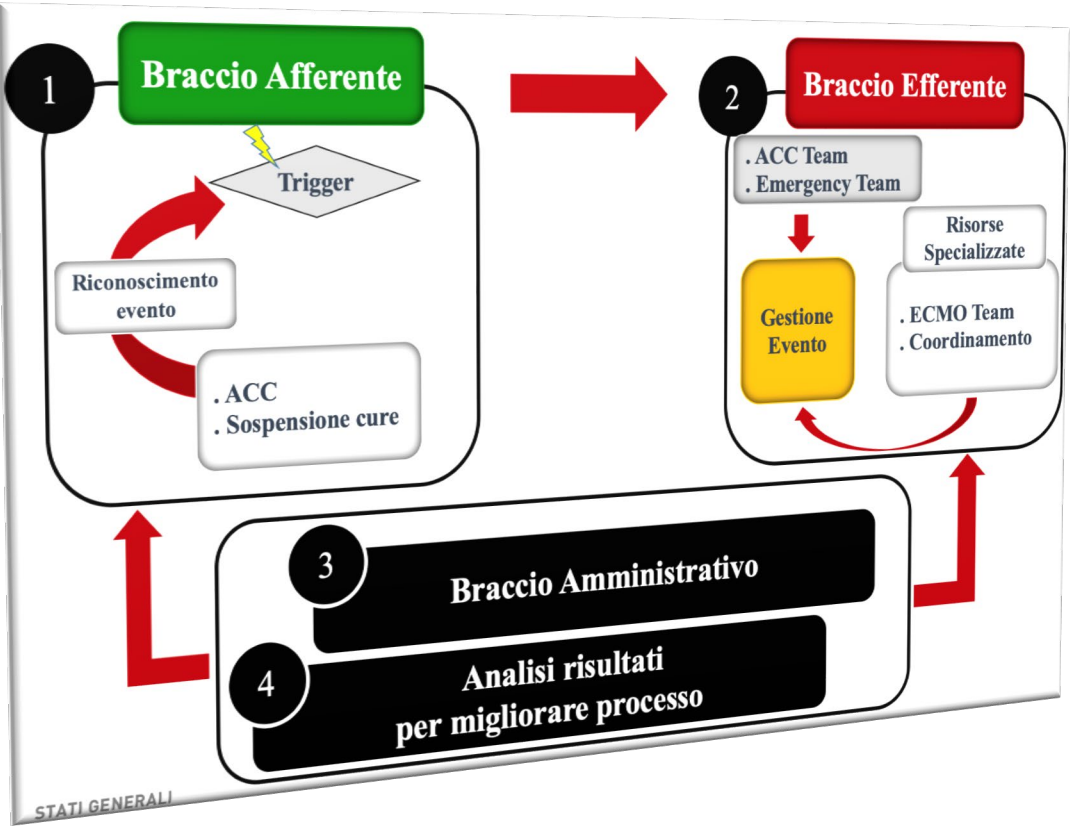 1
Braccio Afferente
Trigger
Riconoscimento
evento
. ACC
. Sospensione cure
2
Braccio Efferente
. ACC Team
. Emergency Team
Risorse
Specializzate
Gestione
Evento
. ECMO Team
. Coordinamento
3
Braccio Amministrativo
4
Analisi risultati
per migliorare processo
STATI GENERALI